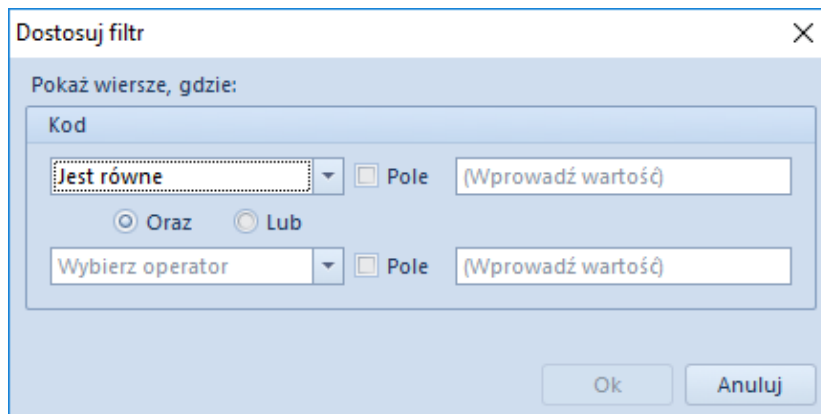 Dostosuj filtr
Pokaż wiersze, gdzie:
Kod
Jest równe Pole (Wprowadź wartość)
Oraz Lub
Wybierz operator Pole (Wprowadź wartość)
Ok Anuluj